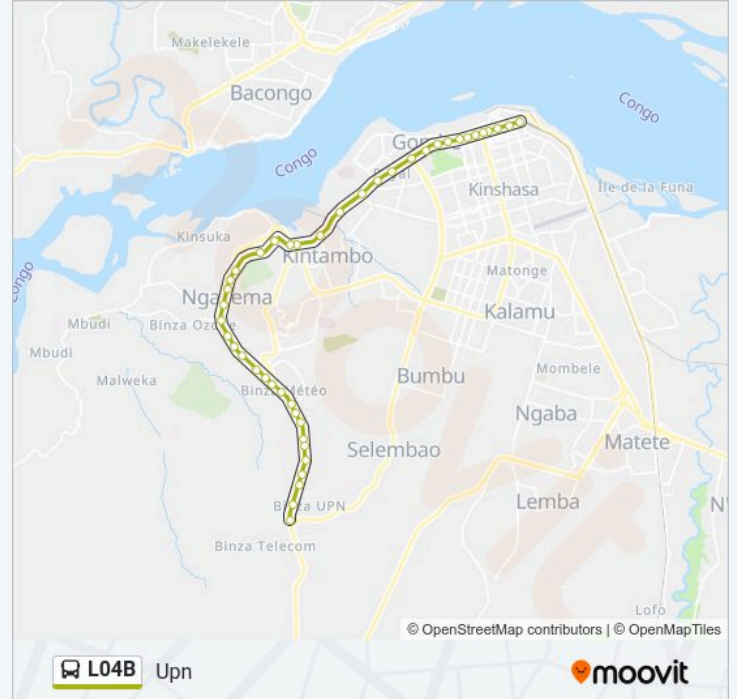 Makelekele
Bacongo
Congo
Congo
Gombe
Royal
Kinshasa
Île de la Funa
Kinsuka
Kintambo
Matonge
Congo
Ngaliema
Kalamu
Mbudi
Binza Ozone
Mbudi
Malweka
Binza Météo
Bumbu
Mombele
Ngaba
Matete
Selembao
Lemba
N'
Binza UPN
Binza Telecom
Lofo
© OpenStreetMap contributors | © OpenMapTiles
L04B Upn
moovit